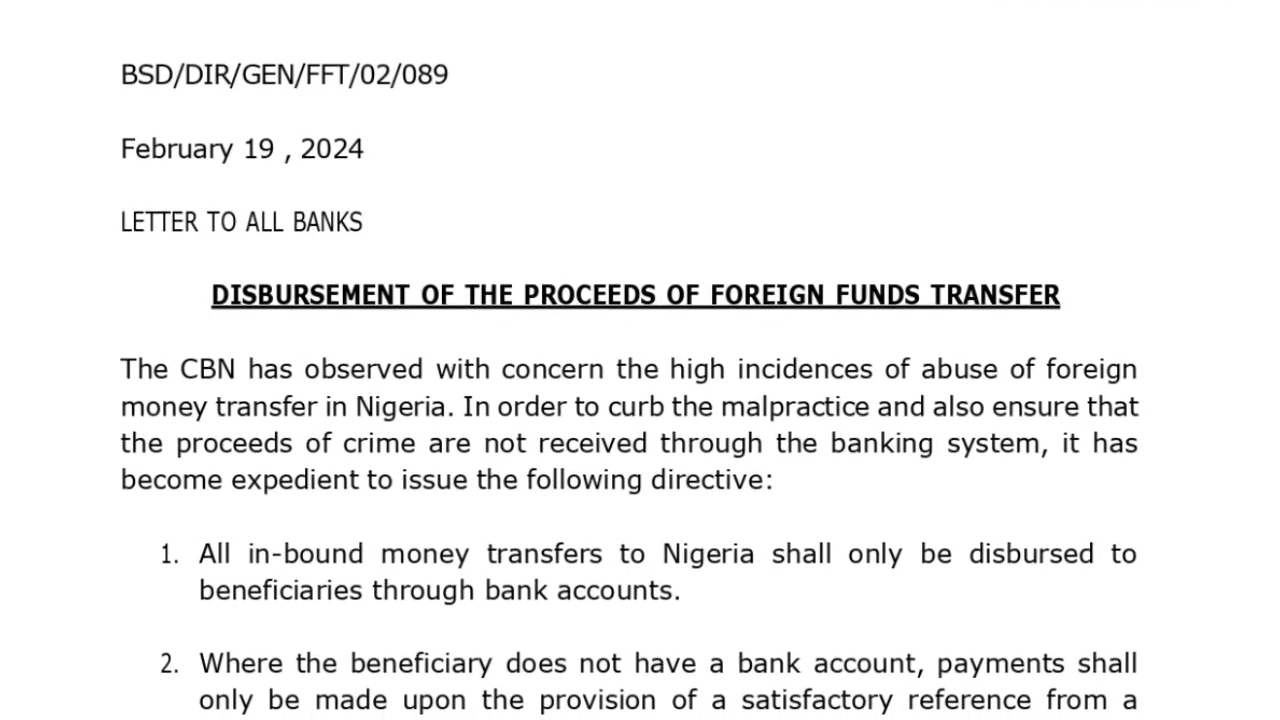 BSD/DIR/GEN/FFT/02/089
February 19 , 2024
LETTER TO ALL BANKS
DISBURSEMENT OF THE PROCEEDS OF FOREIGN FUNDS TRANSFER
The CBN has observed with concern the high incidences of abuse of foreign
money transfer in Nigeria. In order to curb the malpractice and also ensure that
the proceeds of crime are not received through the banking system, it has
become expedient to issue the following directive:
1. All in-bound money transfers to Nigeria shall only be disbursed to
beneficiaries through bank accounts.
2. Where the beneficiary does not have a bank account, payments shall
only be made upon the provision of a satisfactory reference from a